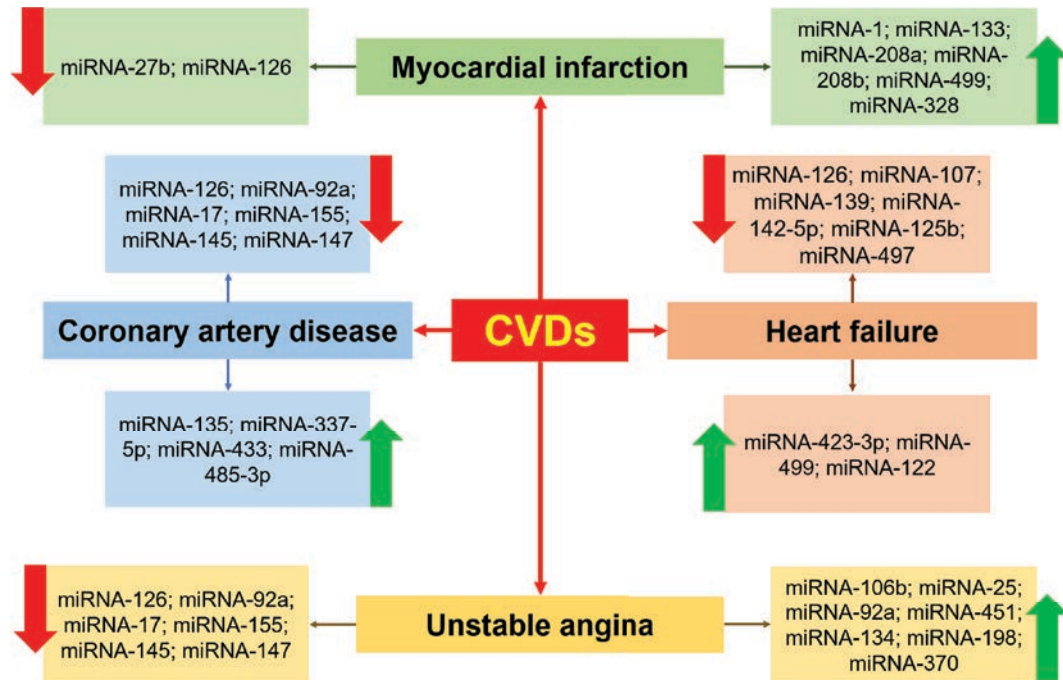 miRNA-27b; miRNA-126
Myocardial infarction
miRNA-1; miRNA-133;
miRNA-208a; miRNA-
208b; miRNA-499;
miRNA-328
miRNA-126; miRNA-92a;
miRNA-17; miRNA-155;
miRNA-145; miRNA-147
miRNA-126; miRNA-107;
miRNA-139; miRNA-
142-5p; miRNA-125b;
miRNA-497
Coronary artery disease
CVDs
Heart failure
miRNA-135; miRNA-337-
5p; miRNA-433; miRNA-
485-3p
miRNA-423-3p; miRNA-
499; miRNA-122
miRNA-126; miRNA-92a;
miRNA-17; miRNA-155;
miRNA-145; miRNA-147
Unstable angina
miRNA-106b; miRNA-25;
miRNA-92a; miRNA-451;
miRNA-134; miRNA-198;
miRNA-370